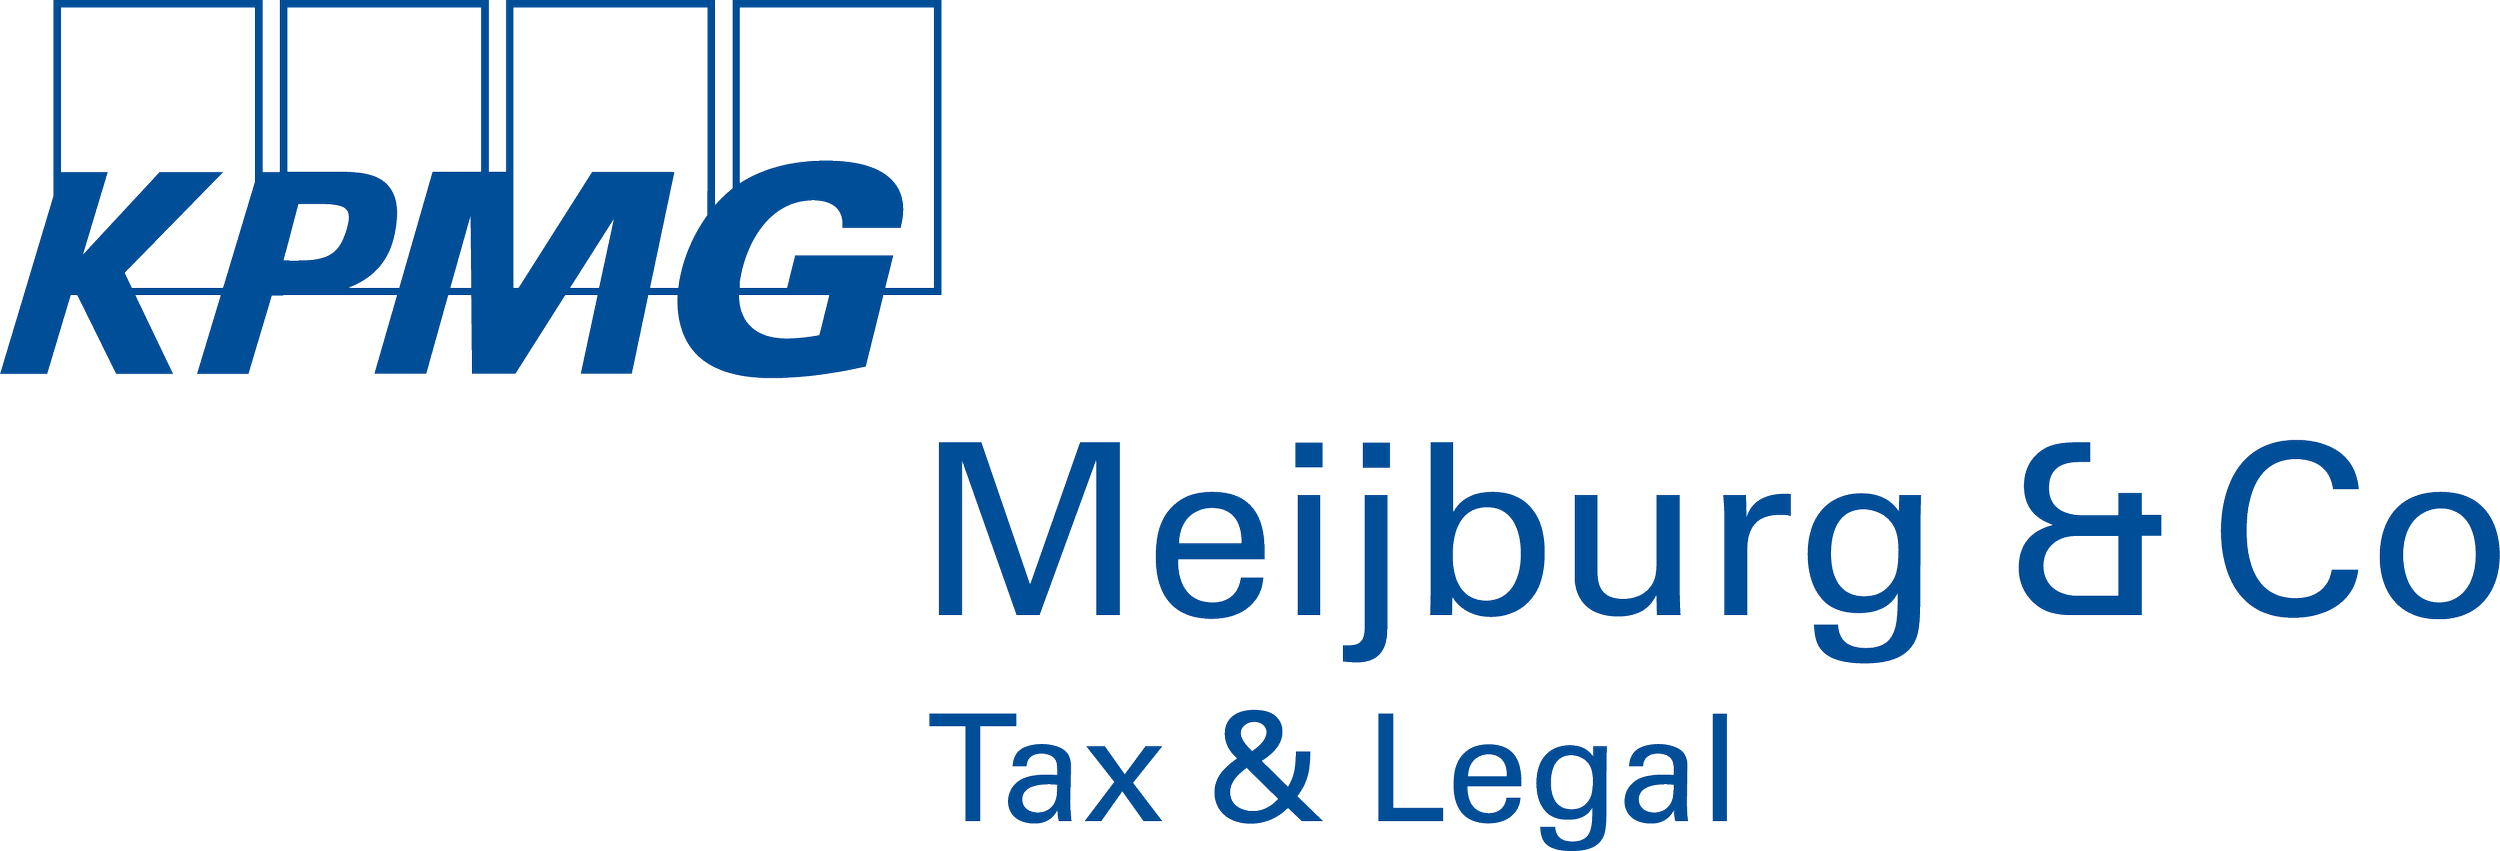 KPMG
Meijburg & Co
Tax & Legal